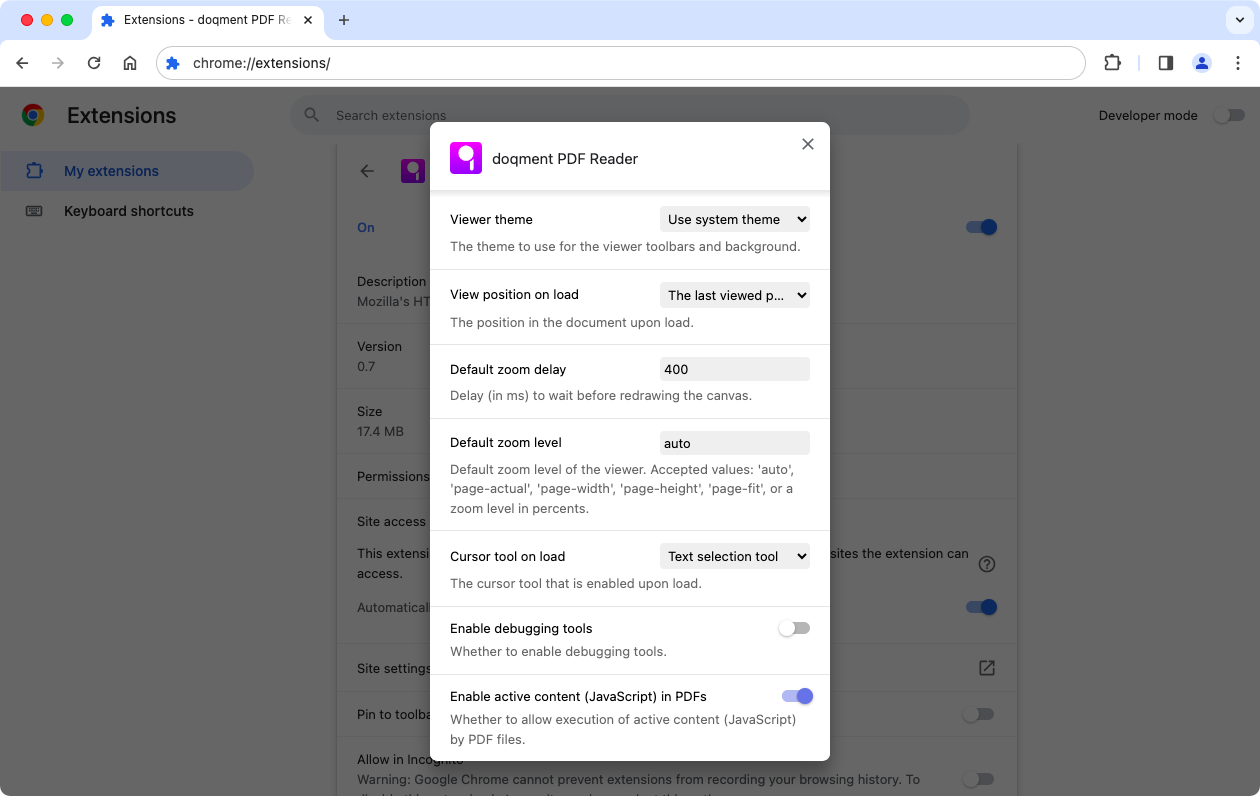 Extensions - doqment PDF Re
chrome://extensions/
Extensions
Search extensions
Developer mode
My extensions
Keyboard shortcuts
On
Description
Mozilla's HT
Version
0.7
Size
17.4 MB
Permissions
Site access
This extensi
sites the extension can
access.
Automatical
Site settings
Pin to toolba
Allow in Incognito
Warning: Google Chrome cannot prevent extensions from recording your browsing history. To
doqment PDF Reader
Viewer theme
Use system theme
The theme to use for the viewer toolbars and background.
View position on load
The last viewed p...
The position in the document upon load.
Default zoom delay
400
Delay (in ms) to wait before redrawing the canvas.
Default zoom level
auto
Default zoom level of the viewer. Accepted values: 'auto',
'page-actual', 'page-width', 'page-height', 'page-fit', or a
zoom level in percents.
Cursor tool on load
Text selection tool
The cursor tool that is enabled upon load.
Enable debugging tools
Whether to enable debugging tools.
Enable active content (JavaScript) in PDFs
Whether to allow execution of active content (JavaScript)
by PDF files.